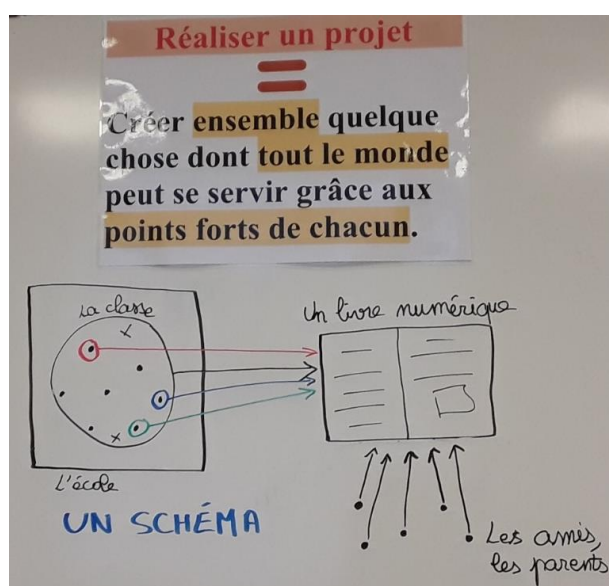 Réaliser un projet
=
Créer ensemble quelque
chose dont tout le monde
peut se servir grâce aux
points forts de chacun.
La classe
Un livre numérique
L'école
UN SCHÉMA
Les amis,
les parents